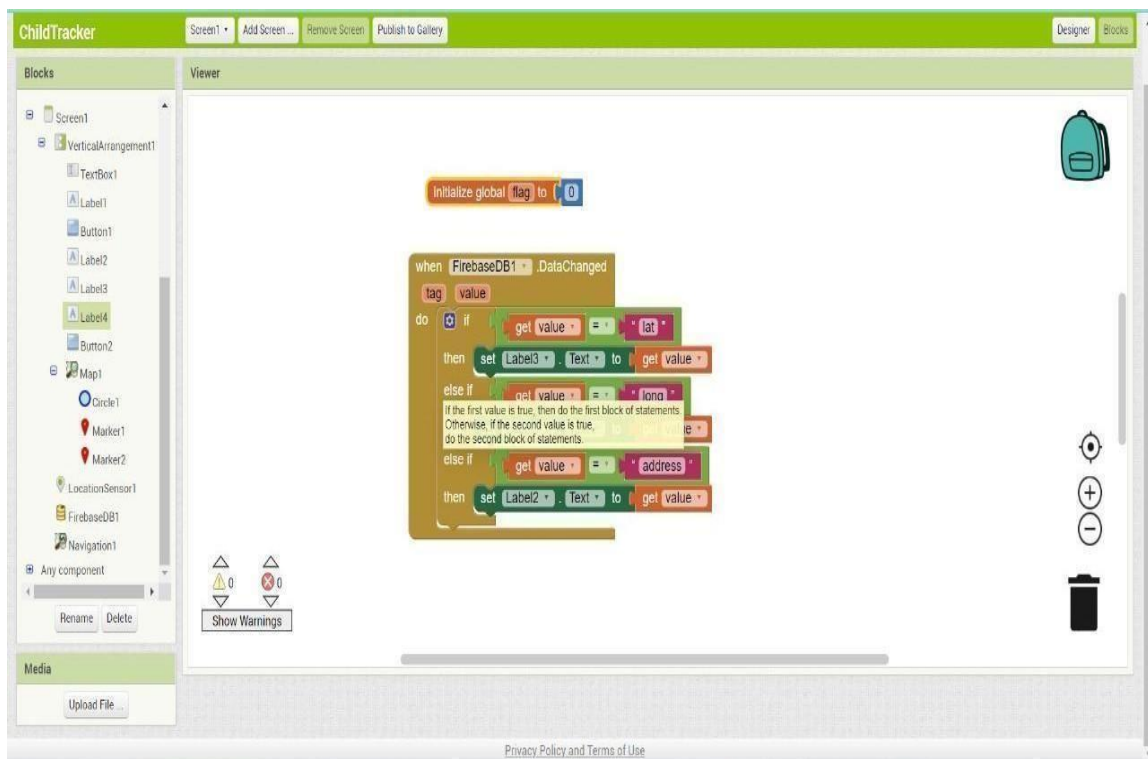 ChildTracker
Screen1 Add Screen ... Remove Screen Publish to Gallery Designer Blocks
Blocks
Viewer
Screen1
VerticalArrangement1
TextBox1
Label1
Button1
Label2
Label3
Label4
Button2
Map1
Circle1
Marker1
Marker2
LocationSensor1
FirebaseDB1
Navigation1
Any component
Rename Delete
Media
Upload File ...
initialize global flag to 0
when FirebaseDB1 .DataChanged
tag value
do if get value = " lat "
then set Label3 . Text to get value
else if get value = " long "
If the first value is true, then do the first block of statements.
Otherwise, if the second value is true,
do the second block of statements.
else if get value = " address "
then set Label2 . Text to get value
0 0
Show Warnings
Privacy Policy and Terms of Use